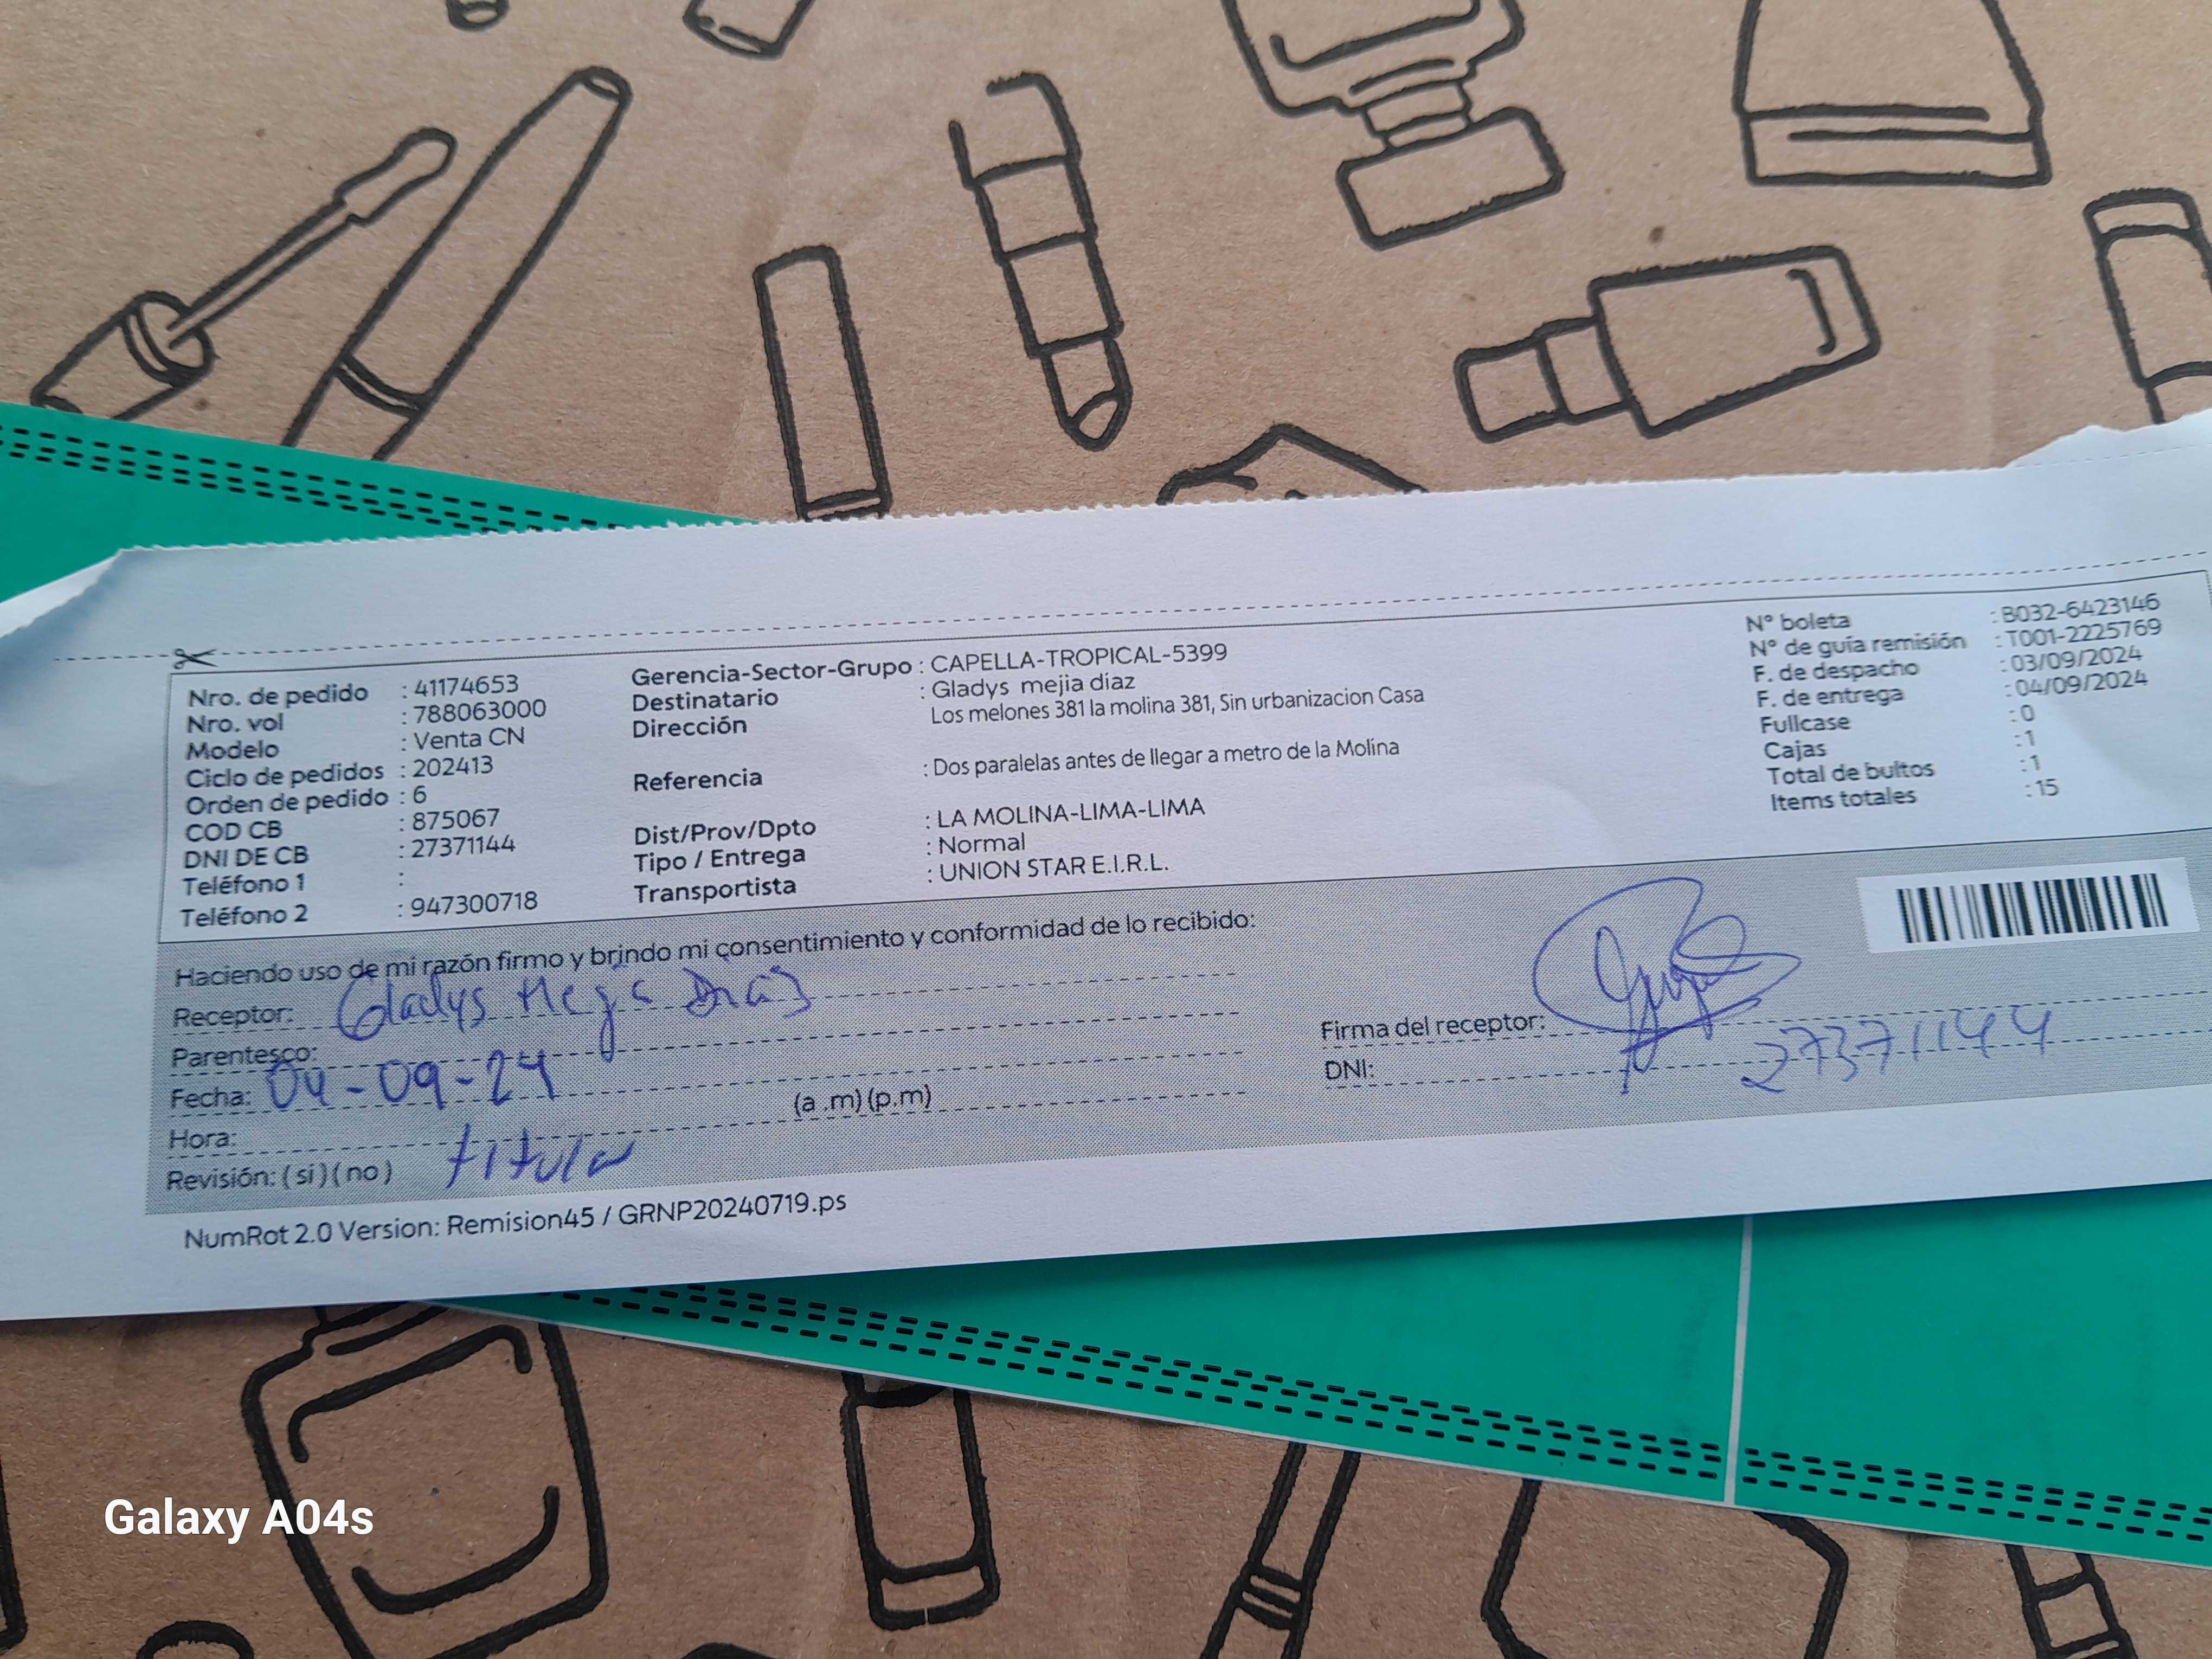 Nro. de pedido : 41174653
Nro. vol : 788063000
Modelo : Venta CN
Ciclo de pedidos : 202413
Orden de pedido : 6
COD CB : 875067
DNI DE CB : 27371144
Teléfono 1 :
Teléfono 2 : 947300718
Gerencia-Sector-Grupo : CAPELLA-TROPICAL-5399
Destinatario : Gladys mejia diaz
Dirección Los melones 381 la molina 381, Sin urbanizacion Casa
Referencia : Dos paralelas antes de llegar a metro de la Molina
Dist/Prov/Dpto : LA MOLINA-LIMA-LIMA
Tipo / Entrega : Normal
Transportista : UNION STAR E.I.R.L.
N° boleta : B032-6423146
N° de guía remisión : T001-2225769
F. de despacho : 03/09/2024
F. de entrega : 04/09/2024
Fullcase : 0
Cajas : 1
Total de bultos : 1
Items totales : 15
Haciendo uso de mi razón firmo y brindo mi consentimiento y conformidad de lo recibido:
Receptor: Gladys Mejia Diaz
Parentesco:
Fecha: 04-09-24
Hora: (a .m) (p.m)
Revisión: ( si ) ( no ) titular
Firma del receptor:
DNI: 27371144
NumRot 2.0 Version: Remision45 / GRNP20240719.ps
Galaxy A04s